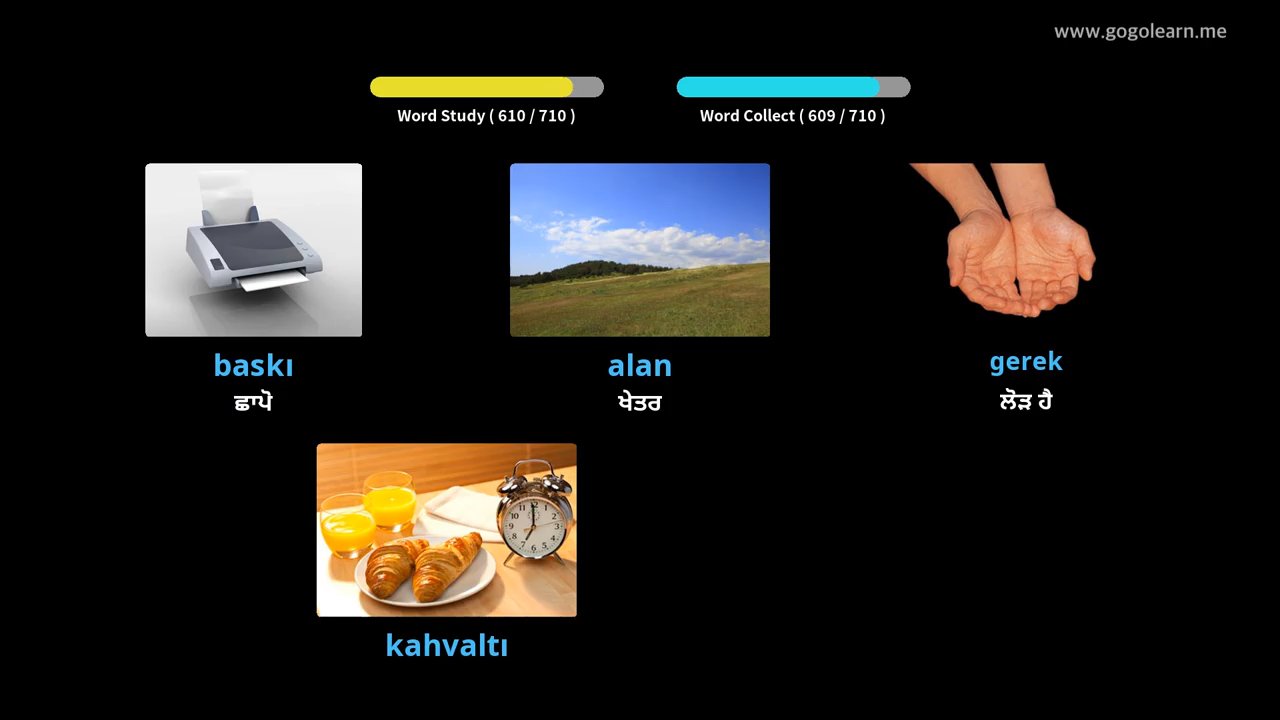 www.gogolearn.me
Word Study ( 610 / 710 )
Word Collect ( 609 / 710 )
baskı
ਛਾਪੋ
alan
ਖੇਤਰ
gerek
ਲੋੜ ਹੈ
kahvaltı